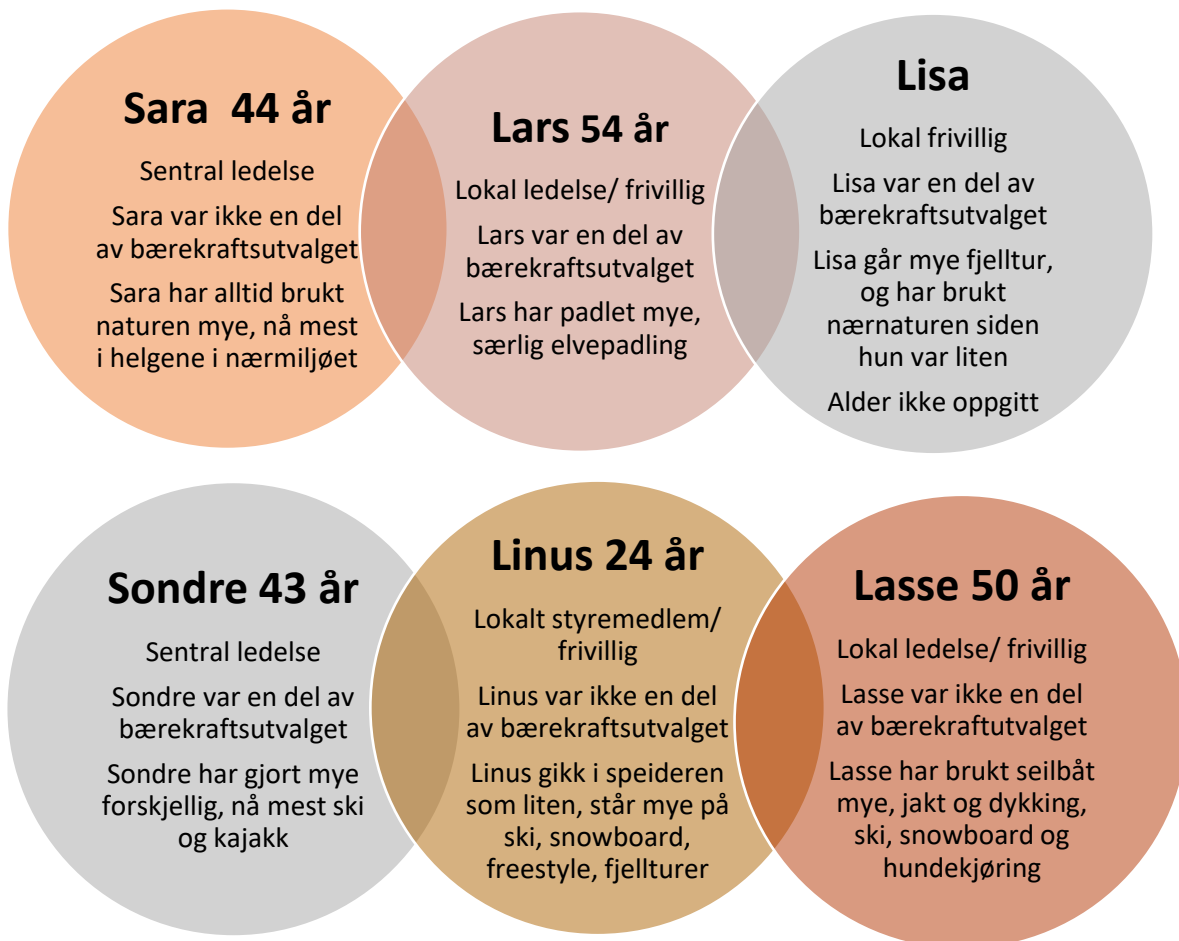 Sara 44 år
Sentral ledelse
Sara var ikke en del
av bærekraftsutvalget
Sara har alltid brukt
naturen mye, nå mest
i helgene i nærmiljøet
Lars 54 år
Lokal ledelse/ frivillig
Lars var en del av
bærekraftsutvalget
Lars har padlet mye,
særlig elvepadling
Lisa
Lokal frivillig
Lisa var en del av
bærekraftsutvalget
Lisa går mye fjelltur,
og har brukt
nærnaturen siden
hun var liten
Alder ikke oppgitt
Sondre 43 år
Sentral ledelse
Sondre var en del av
bærekraftsutvalget
Sondre har gjort mye
forskjellig, nå mest ski
og kajakk
Linus 24 år
Lokalt styremedlem/
frivillig
Linus var ikke en del
av bærekraftsutvalget
Linus gikk i speideren
som liten, står mye på
ski, snowboard,
freestyle, fjellturer
Lasse 50 år
Lokal ledelse/ frivillig
Lasse var ikke en del
av bærekraftutvalget
Lasse har brukt seilbåt
mye, jakt og dykking,
ski, snowboard og
hundekjøring